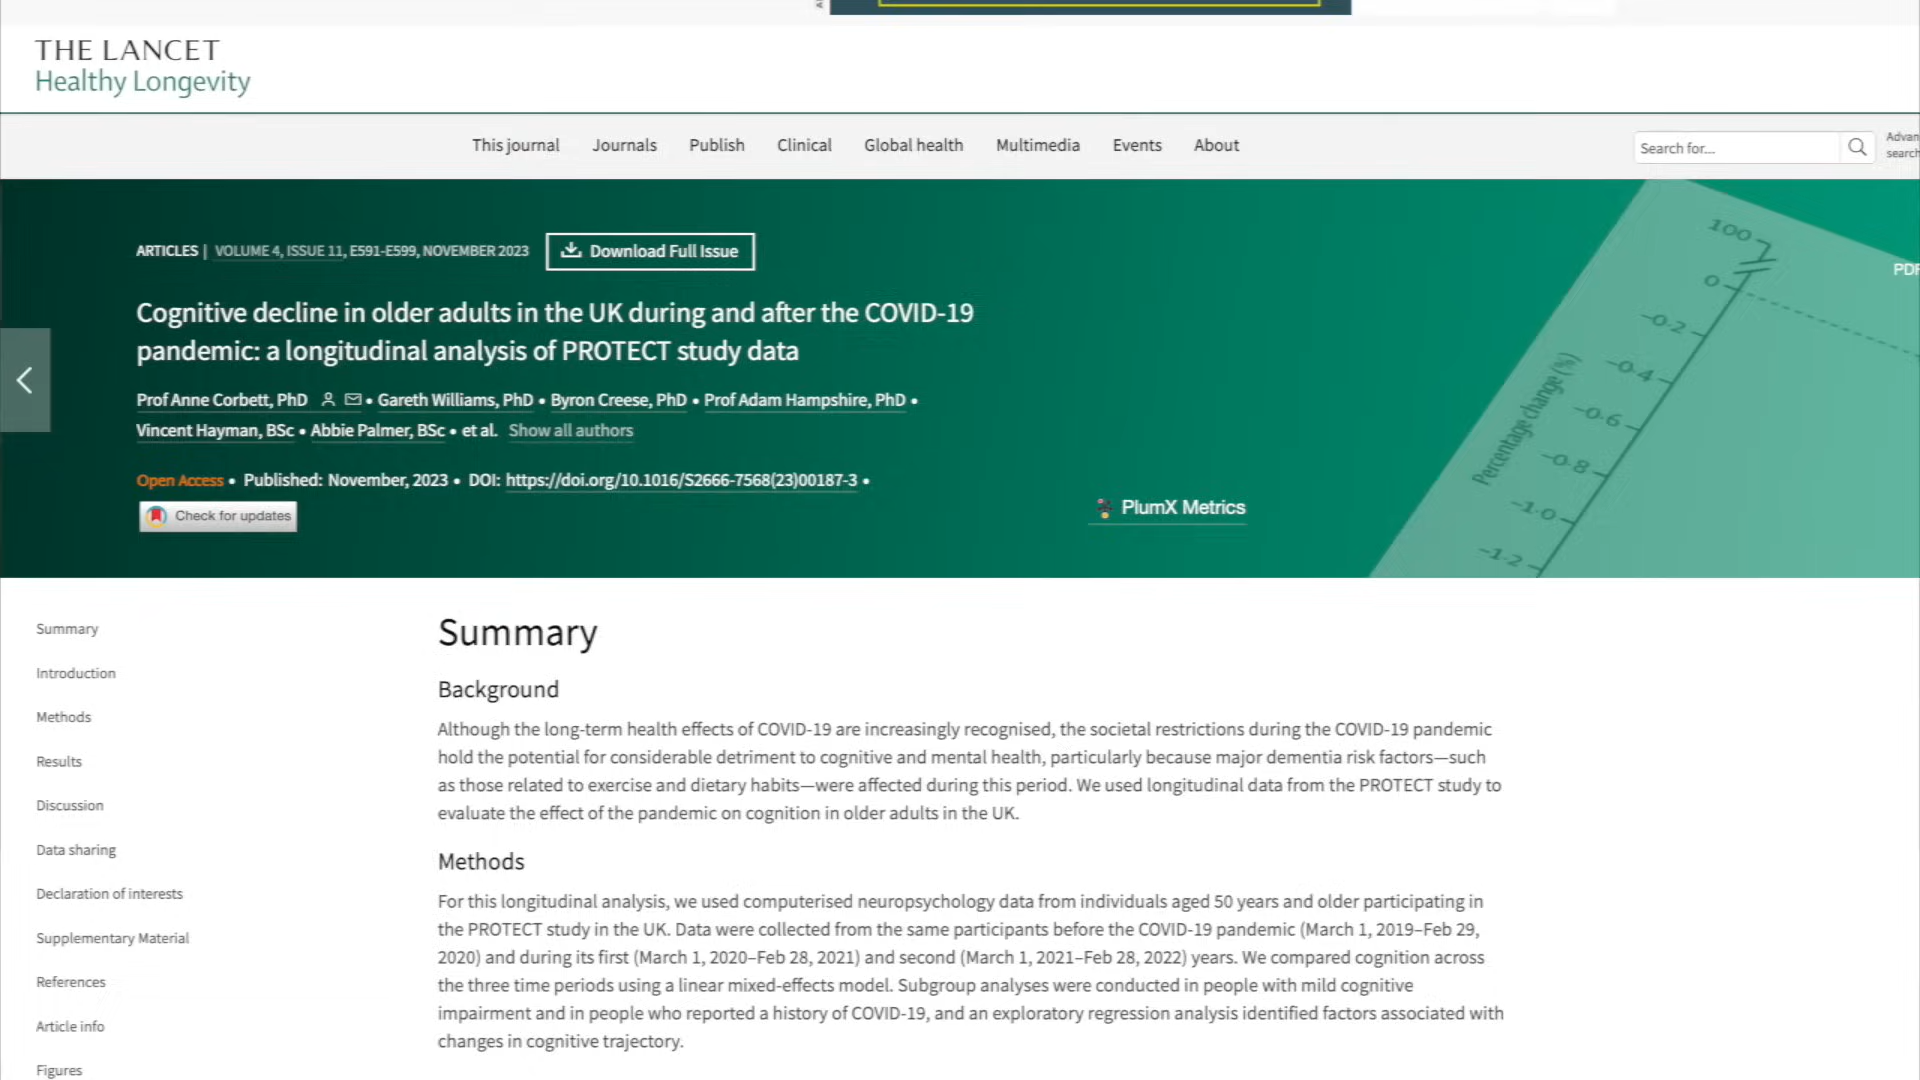 THE LANCET
Healthy Longevity
This journal Journals Publish Clinical Global health Multimedia Events About
Search for...
Advan
search
ARTICLES | VOLUME 4, ISSUE 11, E591-E599, NOVEMBER 2023
Download Full Issue
PDF
Cognitive decline in older adults in the UK during and after the COVID-19
pandemic: a longitudinal analysis of PROTECT study data
Prof Anne Corbett, PhD • Gareth Williams, PhD • Byron Creese, PhD • Prof Adam Hampshire, PhD •
Vincent Hayman, BSc • Abbie Palmer, BSc • et al. Show all authors
Open Access • Published: November, 2023 • DOI: https://doi.org/10.1016/S2666-7568(23)00187-3 •
Check for updates
PlumX Metrics
100
0
−0·2
−0·4
−0·6
−0·8
−1·0
−1·2
Percentage change (%)
Summary
Introduction
Methods
Results
Discussion
Data sharing
Declaration of interests
Supplementary Material
References
Article info
Figures
Summary
Background
Although the long-term health effects of COVID-19 are increasingly recognised, the societal restrictions during the COVID-19 pandemic
hold the potential for considerable detriment to cognitive and mental health, particularly because major dementia risk factors—such
as those related to exercise and dietary habits—were affected during this period. We used longitudinal data from the PROTECT study to
evaluate the effect of the pandemic on cognition in older adults in the UK.
Methods
For this longitudinal analysis, we used computerised neuropsychology data from individuals aged 50 years and older participating in
the PROTECT study in the UK. Data were collected from the same participants before the COVID-19 pandemic (March 1, 2019–Feb 29,
2020) and during its first (March 1, 2020–Feb 28, 2021) and second (March 1, 2021–Feb 28, 2022) years. We compared cognition across
the three time periods using a linear mixed-effects model. Subgroup analyses were conducted in people with mild cognitive
impairment and in people who reported a history of COVID-19, and an exploratory regression analysis identified factors associated with
changes in cognitive trajectory.